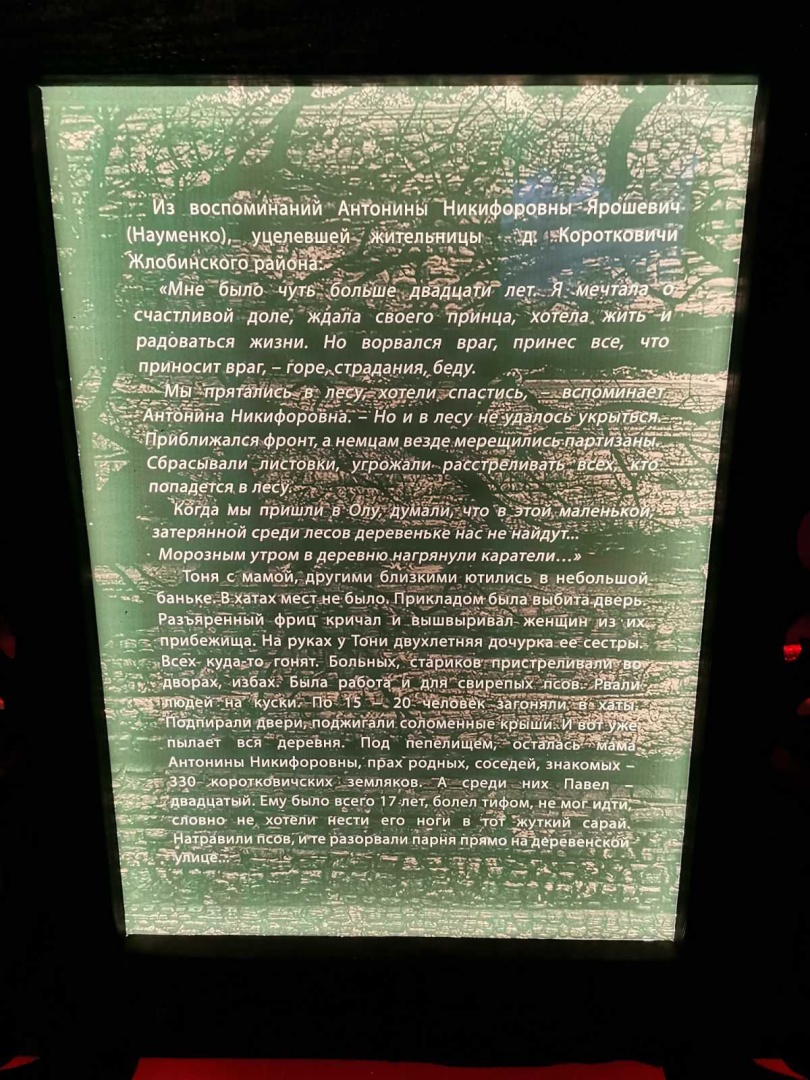 Из воспоминаний Антонины Никифоровны Ярошевич
(Науменко), уцелевшей жительницы д. Коротковичи
Жлобинского района:
«Мне было чуть больше двадцати лет. Я мечтала о
счастливой доле, ждала своего принца, хотела жить и
радоваться жизни. Но ворвался враг, принес все, что
приносит враг, – горе, страдания, беду.
Мы прятались в лесу, хотели спастись, – вспоминает
Антонина Никифоровна. – Но и в лесу не удалось укрыться.
Приближался фронт, а немцам везде мерещились партизаны.
Сбрасывали листовки, угрожали расстреливать всех, кто
попадется в лесу.
Когда мы пришли в Олу, думали, что в этой маленькой,
затерянной среди лесов деревеньке нас не найдут...
Морозным утром в деревню нагрянули каратели...»
Тоня с мамой, другими близкими ютились в небольшой
баньке. В хатах мест не было. Прикладом была выбита дверь.
Разъяренный фриц кричал и вышвыривал женщин из их
прибежища. На руках у Тони двухлетняя дочурка ее сестры.
Всех куда-то гонят. Больных, стариков пристреливали во
дворах, избах. Была работа и для свирепых псов. Рвали
людей на куски. По 15 – 20 человек загоняли в хаты.
Подпирали двери, поджигали соломенные крыши. И вот уже
пылает вся деревня. Под пепелищем, осталась мама
Антонины Никифоровны, прах родных, соседей, знакомых –
330 коротковичских земляков. А среди них Павел –
двадцатый. Ему было всего 17 лет, болел тифом, не мог идти,
словно не хотели нести его ноги в тот жуткий сарай.
Натравили псов, и те разорвали парня прямо на деревенской
улице...